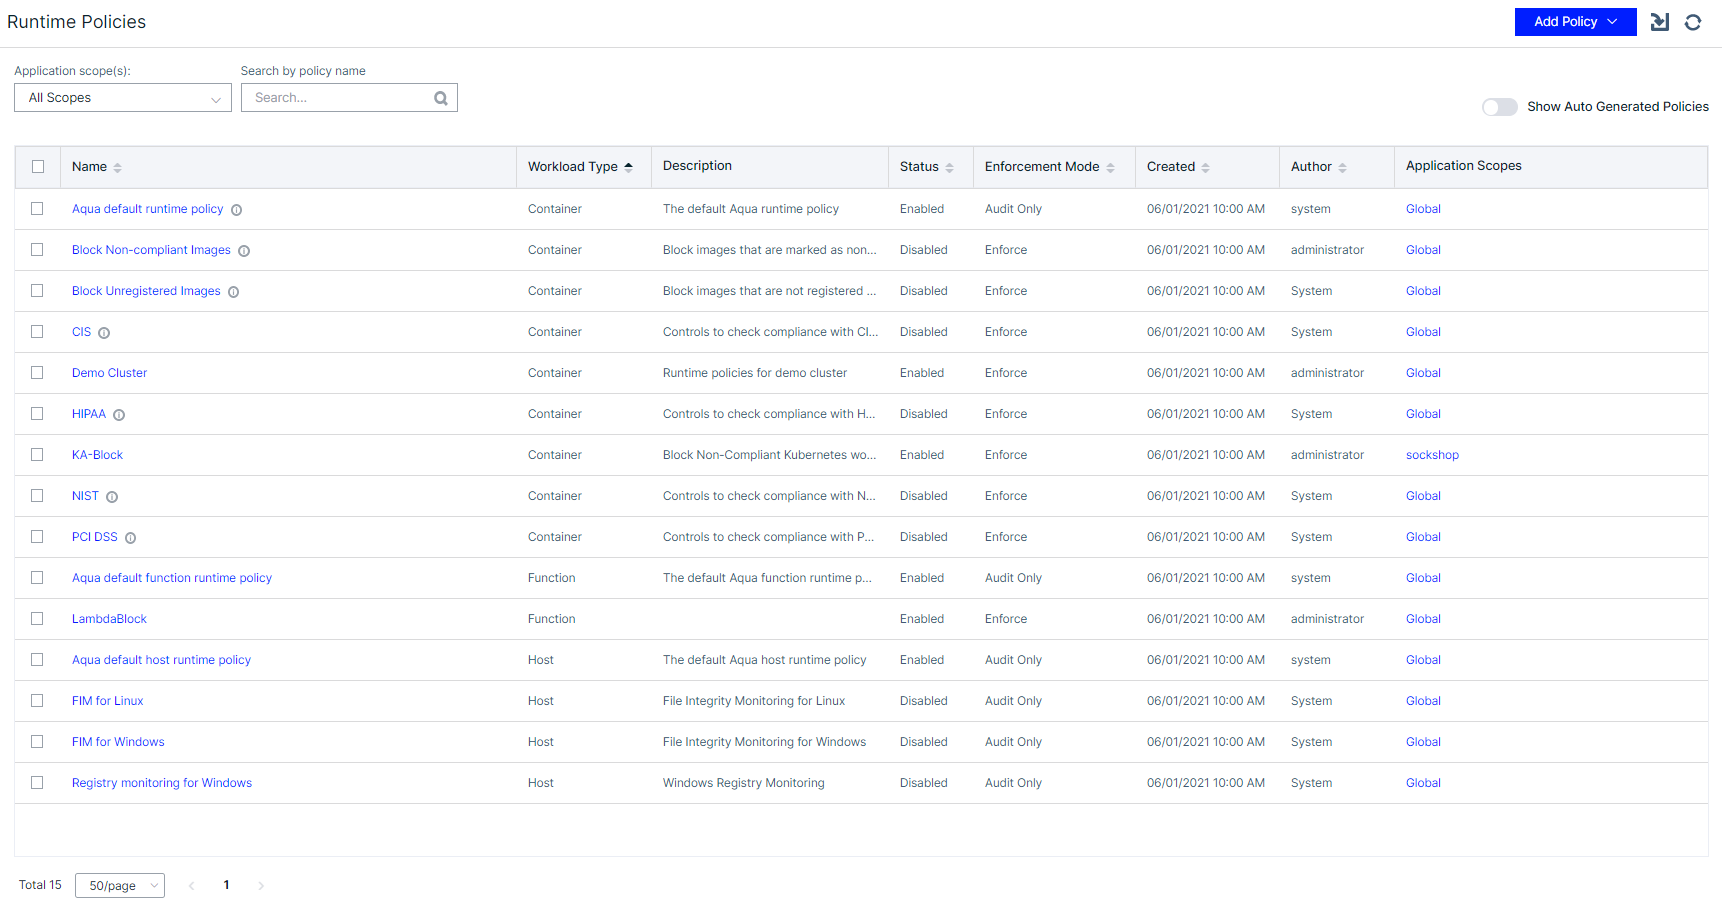 Runtime Policies
Add Policy
Application scope(s):
Search by policy name
All Scopes
Search...
Show Auto Generated Policies
Name Workload Type Description Status Enforcement Mode Created Author Application Scopes
Aqua default runtime policy Container The default Aqua runtime policy Enabled Audit Only 06/01/2021 10:00 AM system Global
Block Non-compliant Images Container Block images that are marked as non... Disabled Enforce 06/01/2021 10:00 AM administrator Global
Block Unregistered Images Container Block images that are not registered ... Disabled Enforce 06/01/2021 10:00 AM System Global
CIS Container Controls to check compliance with CI... Disabled Enforce 06/01/2021 10:00 AM System Global
Demo Cluster Container Runtime policies for demo cluster Enabled Enforce 06/01/2021 10:00 AM administrator Global
HIPAA Container Controls to check compliance with H... Disabled Enforce 06/01/2021 10:00 AM System Global
KA-Block Container Block Non-Compliant Kubernetes wo... Enabled Enforce 06/01/2021 10:00 AM administrator sockshop
NIST Container Controls to check compliance with N... Disabled Enforce 06/01/2021 10:00 AM System Global
PCI DSS Container Controls to check compliance with P... Disabled Enforce 06/01/2021 10:00 AM System Global
Aqua default function runtime policy Function The default Aqua function runtime p... Enabled Audit Only 06/01/2021 10:00 AM system Global
LambdaBlock Function Enabled Enforce 06/01/2021 10:00 AM administrator Global
Aqua default host runtime policy Host The default Aqua host runtime policy Enabled Audit Only 06/01/2021 10:00 AM system Global
FIM for Linux Host File Integrity Monitoring for Linux Disabled Audit Only 06/01/2021 10:00 AM System Global
FIM for Windows Host File Integrity Monitoring for Windows Disabled Audit Only 06/01/2021 10:00 AM System Global
Registry monitoring for Windows Host Windows Registry Monitoring Disabled Audit Only 06/01/2021 10:00 AM System Global
Total 15 50/page 1